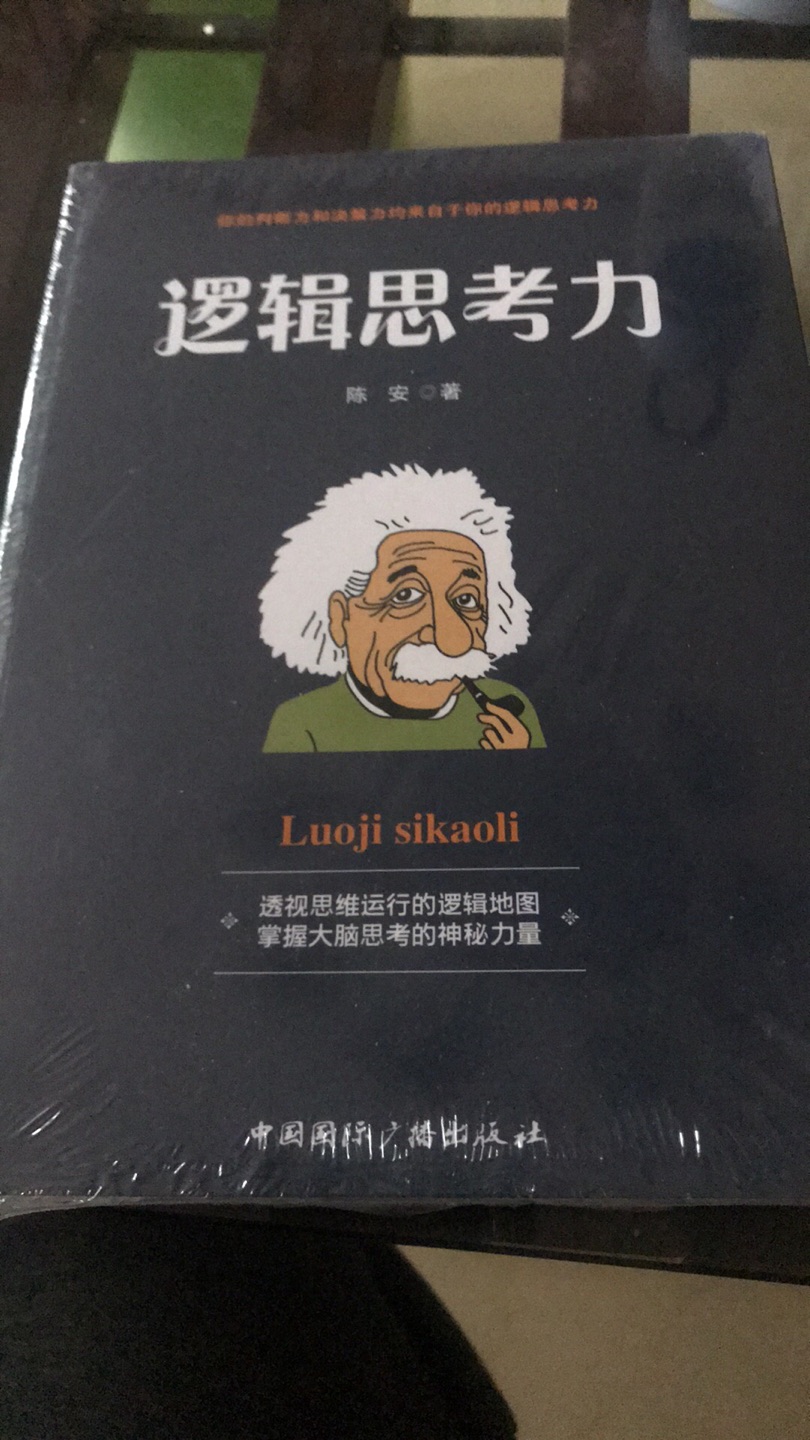 你的判断力和决策力均来自于你的逻辑思考力
逻辑思考力
陈 安 ◎著
Luoji sikaoli
透视思维运行的逻辑地图
掌握大脑思考的神秘力量
中国国际广播出版社